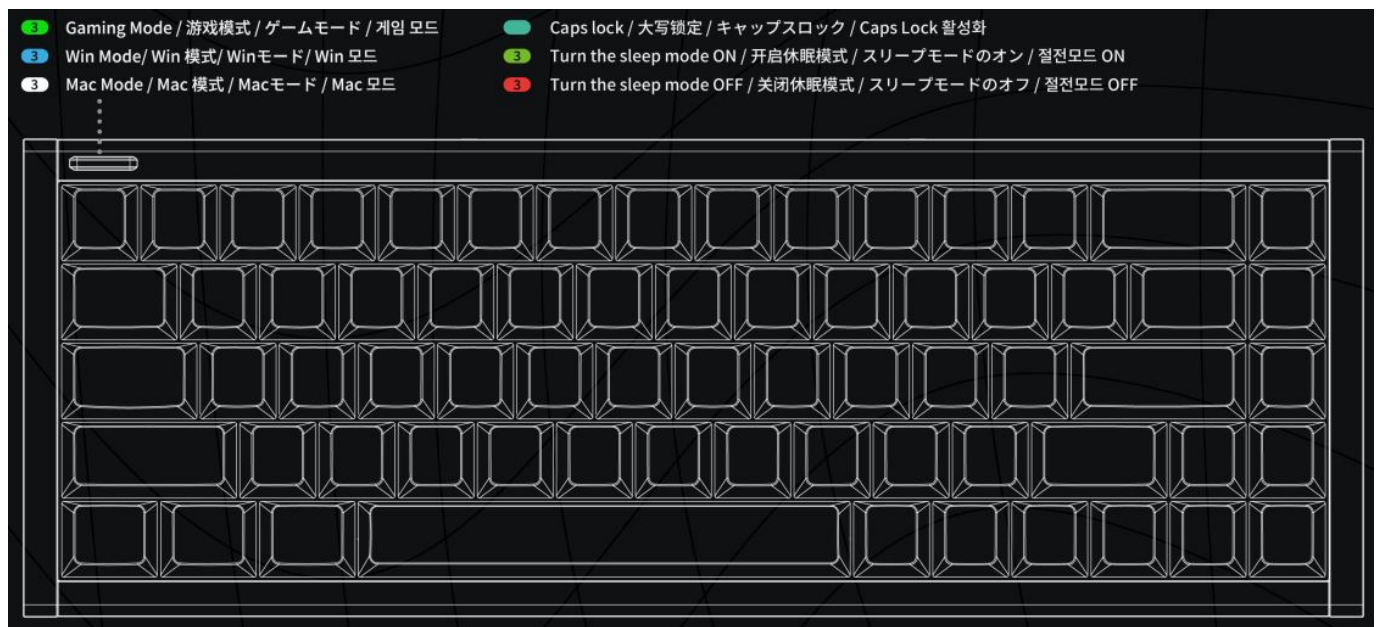 3 Gaming Mode / 游戏模式 / ゲームモード / 게임 모드
3 Win Mode/ Win 模式/ Winモード/ Win 모드
3 Mac Mode / Mac 模式 / Macモード / Mac 모드
Caps lock / 大写锁定 / キャップスロック / Caps Lock 활성화
3 Turn the sleep mode ON / 开启休眠模式 / スリープモードのオン / 절전모드 ON
3 Turn the sleep mode OFF / 关闭休眠模式 / スリープモードのオフ / 절전모드 OFF